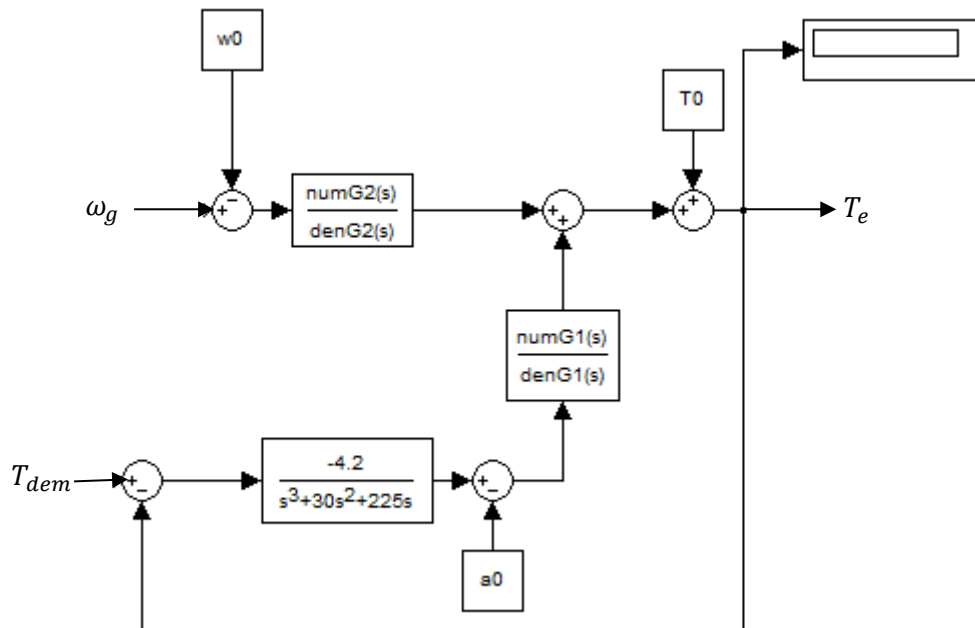 w0
T0
ω_g
+ −
numG2(s)
denG2(s)
+ +
+ +
T_e
numG1(s)
denG1(s)
T_dem
+ −
-4.2
s³+30s²+225s
+ −
a0